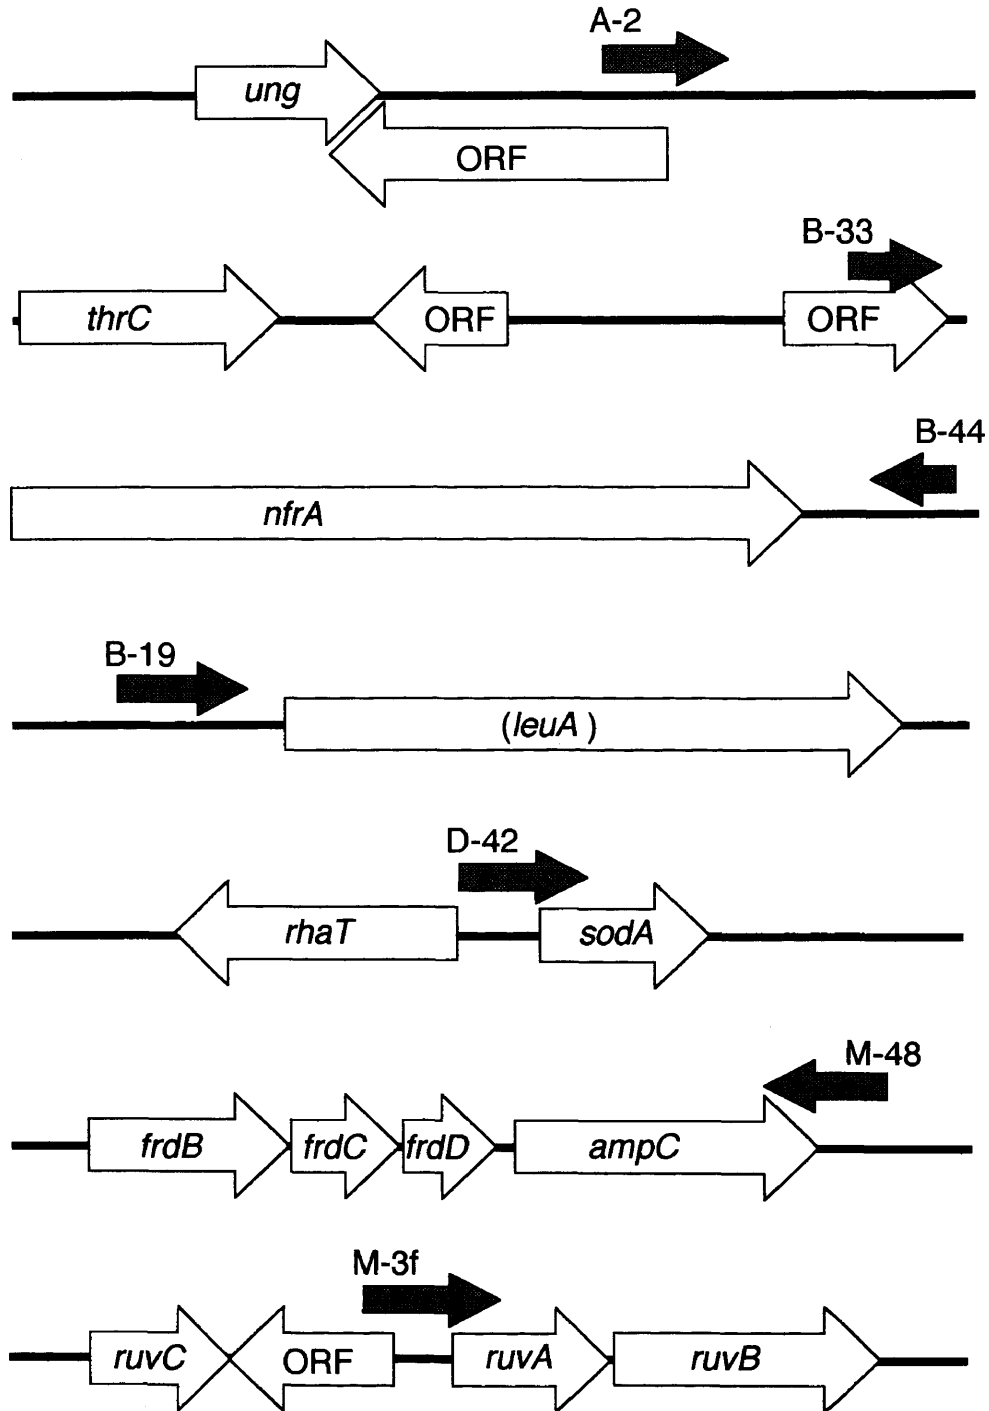 A-2
ung
ORF
B-33
thrC
ORF
ORF
B-44
nfrA
B-19
(leuA )
D-42
rhaT
sodA
M-48
frdB
frdC
frdD
ampC
M-3f
ruvC
ORF
ruvA
ruvB